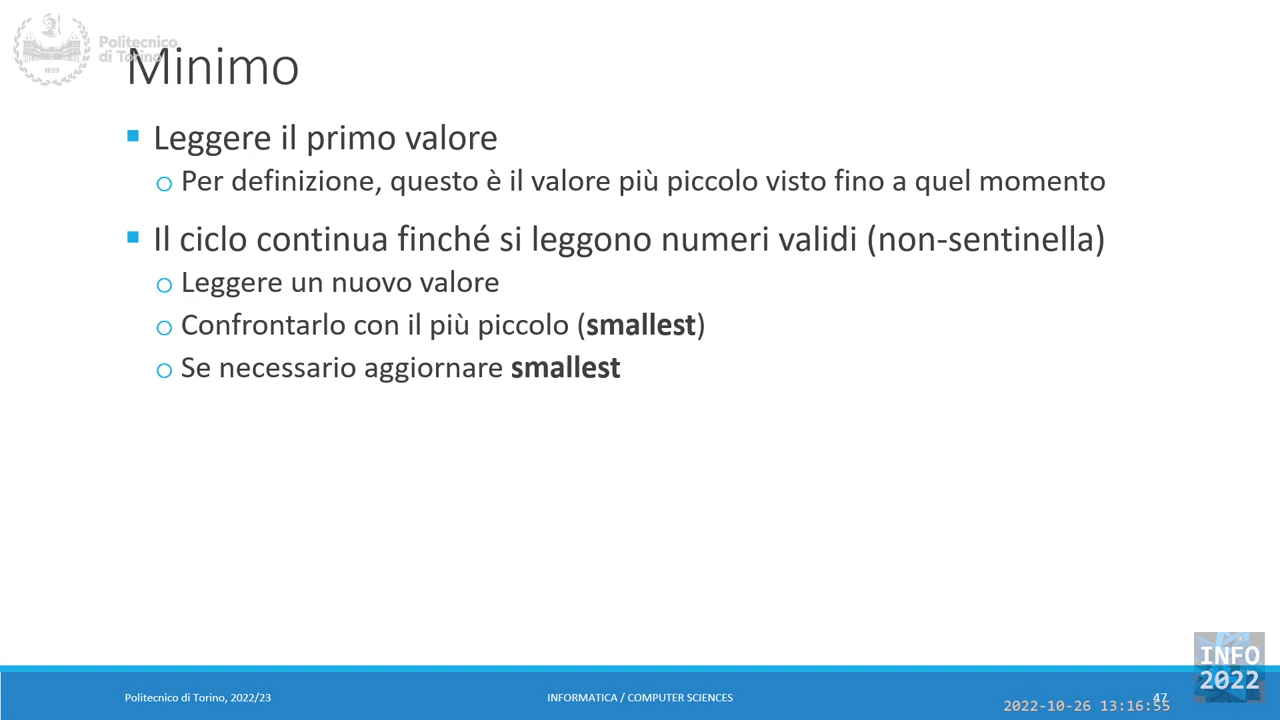 Politecnico
di Torino
1859
Minimo
Leggere il primo valore
Per definizione, questo è il valore più piccolo visto fino a quel momento
Il ciclo continua finché si leggono numeri validi (non-sentinella)
Leggere un nuovo valore
Confrontarlo con il più piccolo (smallest)
Se necessario aggiornare smallest
INFO
2022
Politecnico di Torino, 2022/23
INFORMATICA / COMPUTER SCIENCES
47
2022-10-26 13:16:55